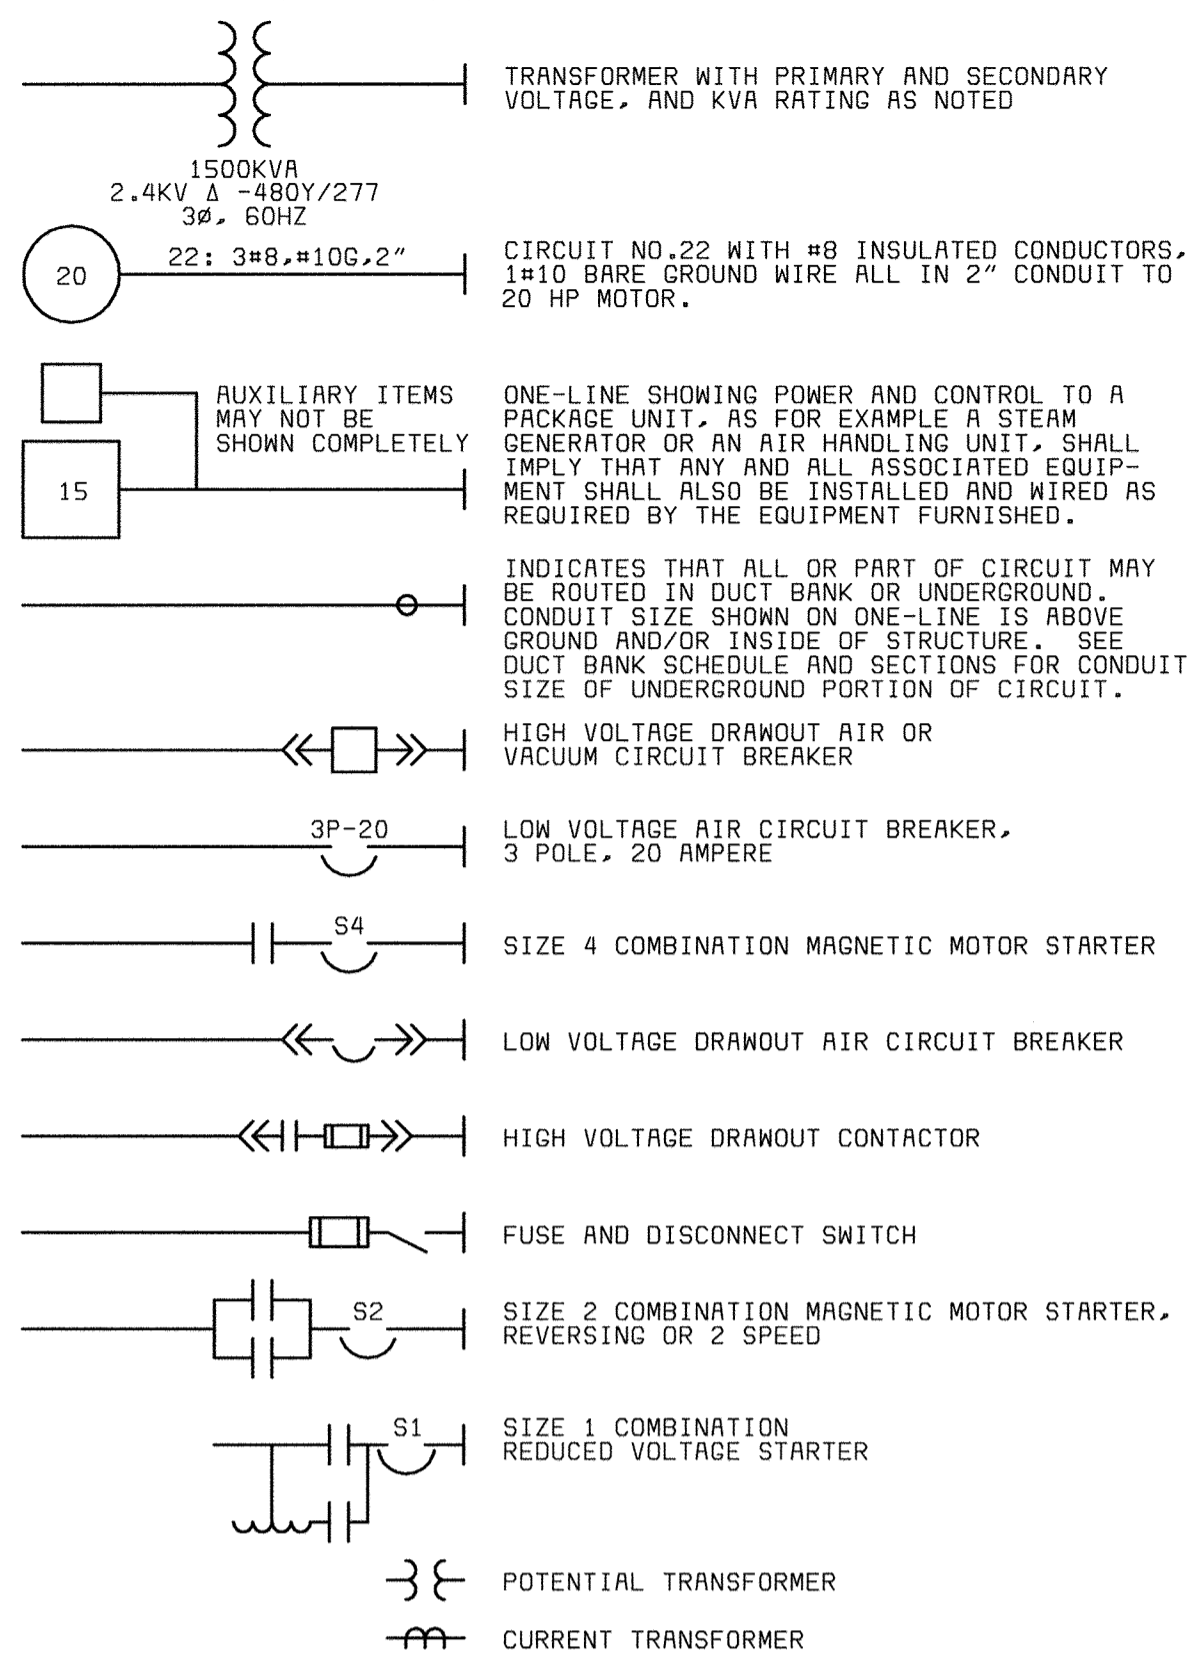 TRANSFORMER WITH PRIMARY AND SECONDARY
VOLTAGE, AND KVA RATING AS NOTED
1500KVA
2.4KV Δ -480Y/277
3Ø, 60HZ
20
22: 3#8,#10G,2"
CIRCUIT NO.22 WITH #8 INSULATED CONDUCTORS,
1#10 BARE GROUND WIRE ALL IN 2" CONDUIT TO
20 HP MOTOR.
AUXILIARY ITEMS
MAY NOT BE
SHOWN COMPLETELY
15
ONE-LINE SHOWING POWER AND CONTROL TO A
PACKAGE UNIT, AS FOR EXAMPLE A STEAM
GENERATOR OR AN AIR HANDLING UNIT, SHALL
IMPLY THAT ANY AND ALL ASSOCIATED EQUIP-
MENT SHALL ALSO BE INSTALLED AND WIRED AS
REQUIRED BY THE EQUIPMENT FURNISHED.
INDICATES THAT ALL OR PART OF CIRCUIT MAY
BE ROUTED IN DUCT BANK OR UNDERGROUND.
CONDUIT SIZE SHOWN ON ONE-LINE IS ABOVE
GROUND AND/OR INSIDE OF STRUCTURE. SEE
DUCT BANK SCHEDULE AND SECTIONS FOR CONDUIT
SIZE OF UNDERGROUND PORTION OF CIRCUIT.
HIGH VOLTAGE DRAWOUT AIR OR
VACUUM CIRCUIT BREAKER
3P-20
LOW VOLTAGE AIR CIRCUIT BREAKER,
3 POLE, 20 AMPERE
S4
SIZE 4 COMBINATION MAGNETIC MOTOR STARTER
LOW VOLTAGE DRAWOUT AIR CIRCUIT BREAKER
HIGH VOLTAGE DRAWOUT CONTACTOR
FUSE AND DISCONNECT SWITCH
S2
SIZE 2 COMBINATION MAGNETIC MOTOR STARTER,
REVERSING OR 2 SPEED
S1
SIZE 1 COMBINATION
REDUCED VOLTAGE STARTER
POTENTIAL TRANSFORMER
CURRENT TRANSFORMER